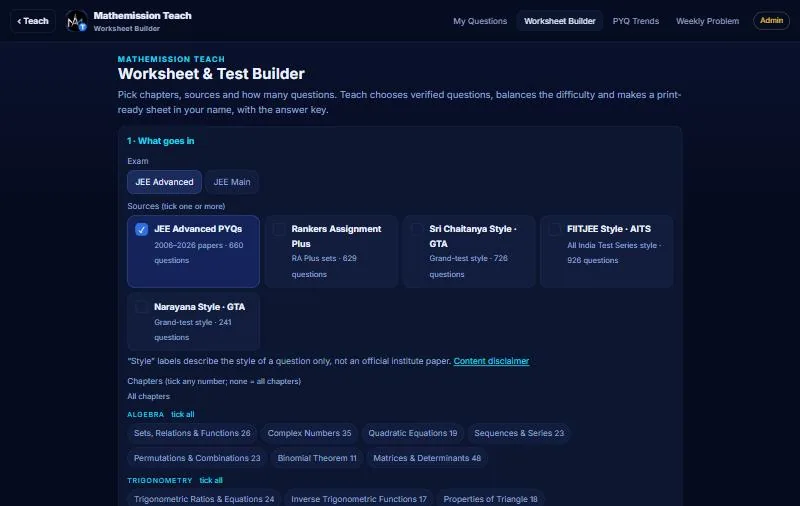 ‹ Teach
Mathemission Teach
Worksheet Builder
My Questions
Worksheet Builder
PYQ Trends
Weekly Problem
Admin
MATHEMISSION TEACH
Worksheet & Test Builder
Pick chapters, sources and how many questions. Teach chooses verified questions, balances the difficulty and makes a print-
ready sheet in your name, with the answer key.
1 · What goes in
Exam
JEE Advanced
JEE Main
Sources (tick one or more)
JEE Advanced PYQs
2006–2026 papers · 660
questions
Rankers Assignment
Plus
RA Plus sets · 629
questions
Sri Chaitanya Style ·
GTA
Grand-test style · 726
questions
FIITJEE Style · AITS
All India Test Series style ·
926 questions
Narayana Style · GTA
Grand-test style · 241
questions
“Style” labels describe the style of a question only, not an official institute paper. Content disclaimer
Chapters (tick any number; none = all chapters)
All chapters
ALGEBRA tick all
Sets, Relations & Functions 26
Complex Numbers 35
Quadratic Equations 19
Sequences & Series 23
Permutations & Combinations 23
Binomial Theorem 11
Matrices & Determinants 48
TRIGONOMETRY tick all
Trigonometric Ratios & Equations 24
Inverse Trigonometric Functions 17
Properties of Triangle 18